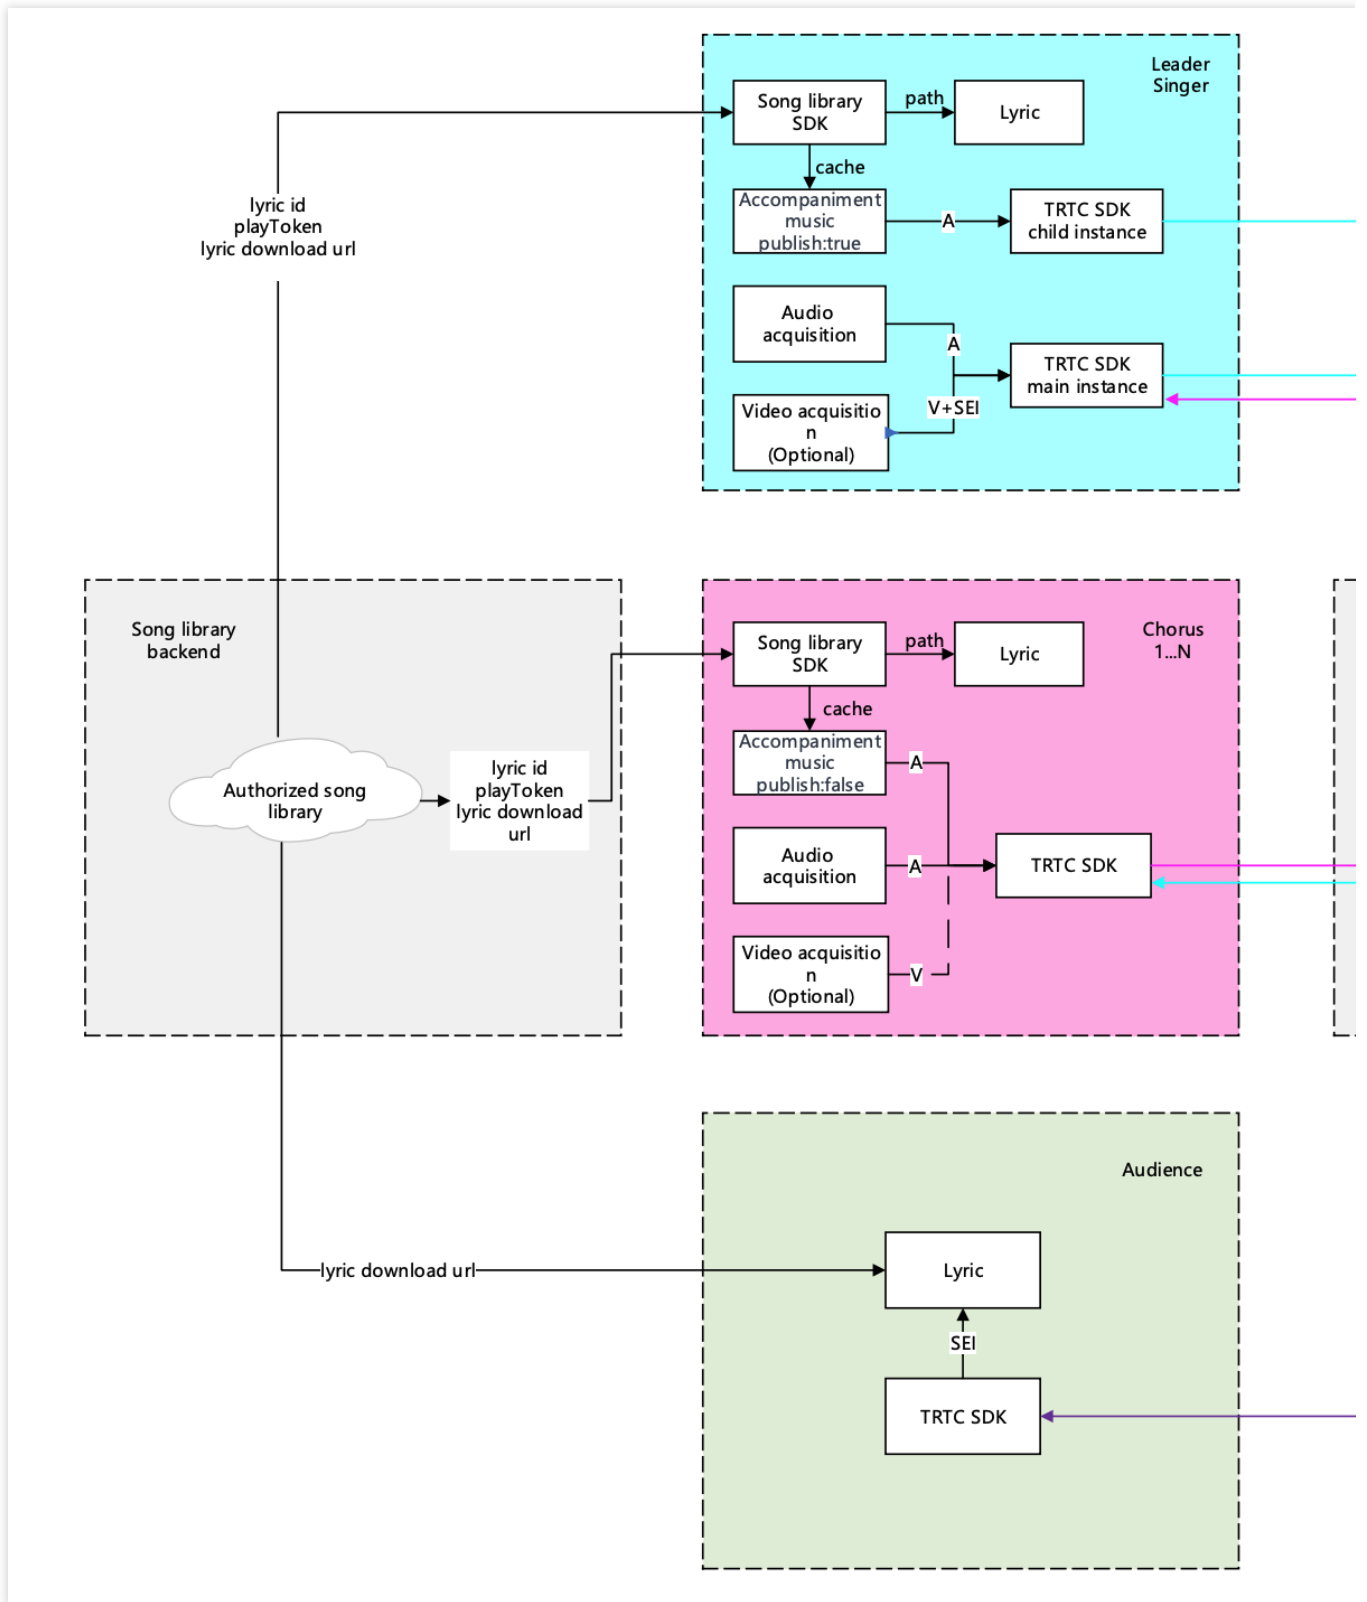 Leader
Singer
Song library
SDK
path
Lyric
cache
Accompaniment
music
publish:true
A
TRTC SDK
child instance
lyric id
playToken
lyric download url
Audio
acquisition
A
TRTC SDK
main instance
V+SEI
Video acquisitio
n
(Optional)
Song library
backend
Authorized song
library
lyric id
playToken
lyric download
url
Chorus
1...N
Song library
SDK
path
Lyric
cache
Accompaniment
music
publish:false
A
Audio
acquisition
A
TRTC SDK
Video acquisitio
n
(Optional)
V
Audience
lyric download url
Lyric
SEI
TRTC SDK